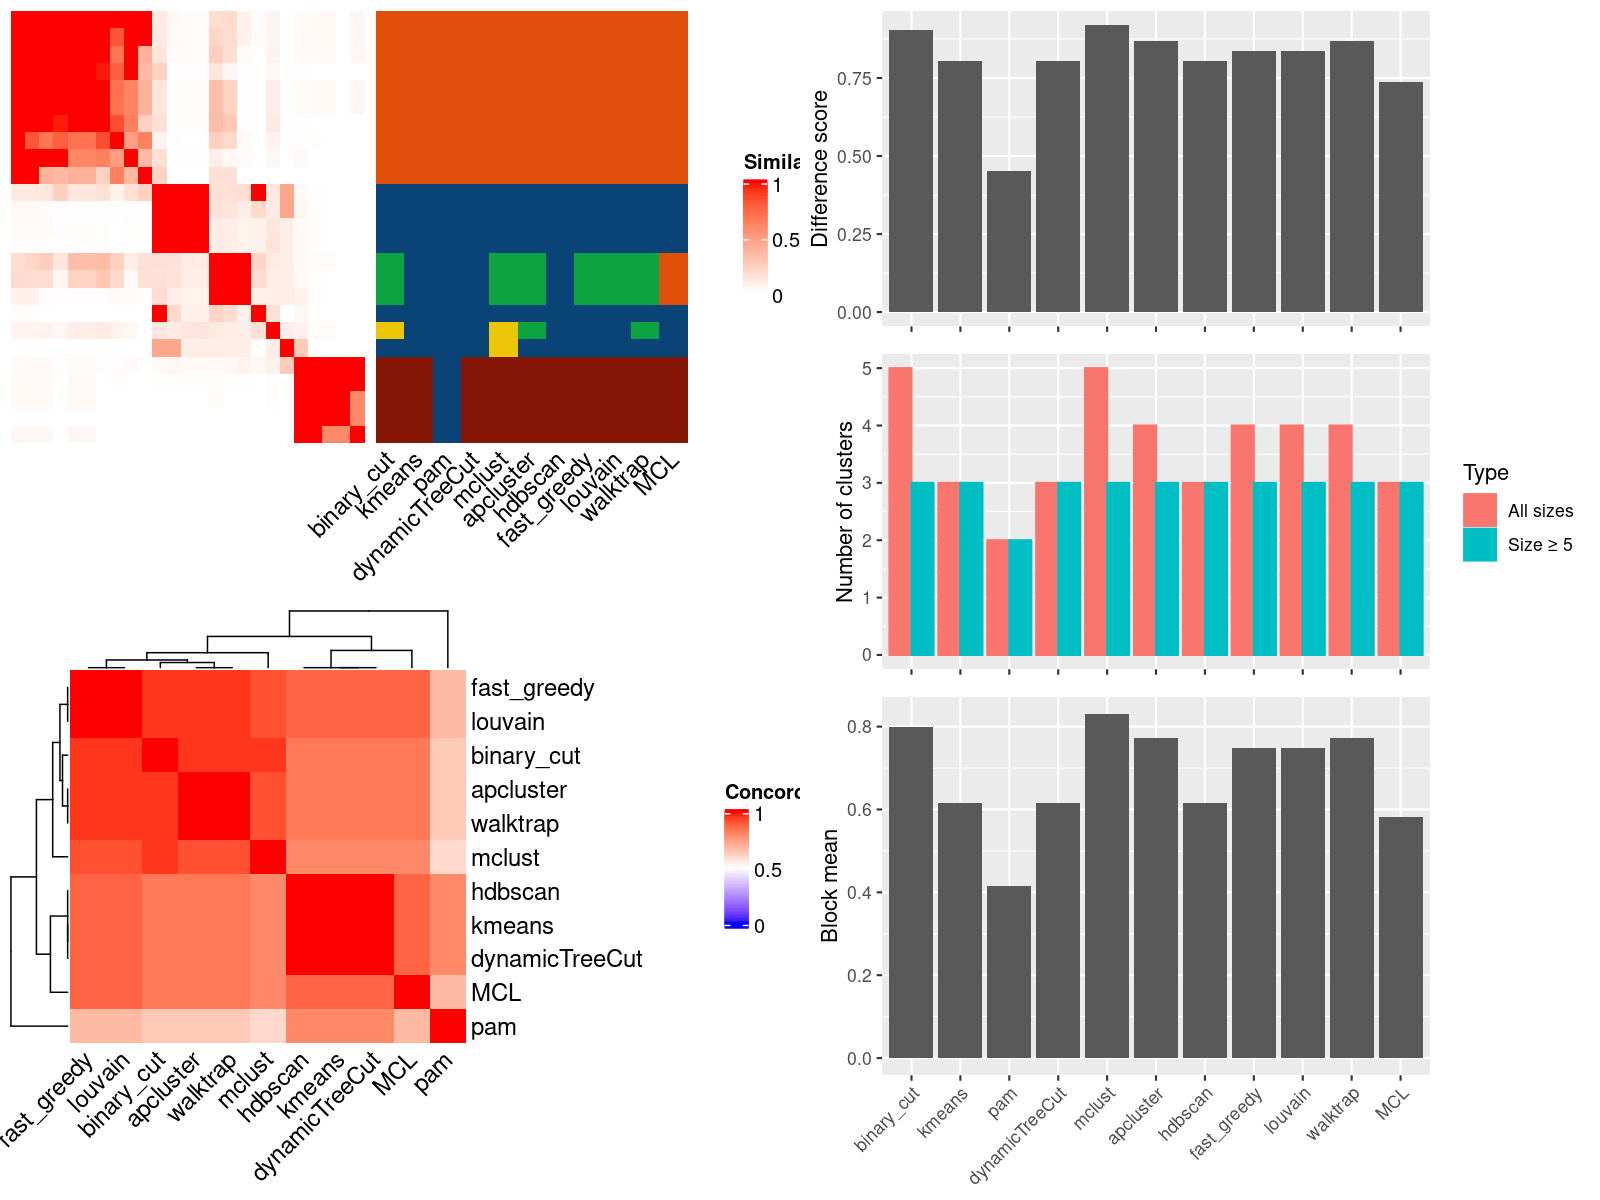 Simila
1
0.5
0
binary_cut
kmeans
pam
dynamicTreeCut
mclust
apcluster
hdbscan
fast_greedy
louvain
walktrap
MCL
fast_greedy
louvain
binary_cut
apcluster
walktrap
mclust
hdbscan
kmeans
dynamicTreeCut
MCL
pam
fast_greedy
louvain
binary_cut
apcluster
walktrap
mclust
hdbscan
kmeans
dynamicTreeCut
MCL
pam
Concord
1
0.5
0
Difference score
0.75
0.50
0.25
0.00
Number of clusters
5
4
3
2
1
0
Type
All sizes
Size ≥ 5
Block mean
0.8
0.6
0.4
0.2
0.0
binary_cut
kmeans
pam
dynamicTreeCut
mclust
apcluster
hdbscan
fast_greedy
louvain
walktrap
MCL